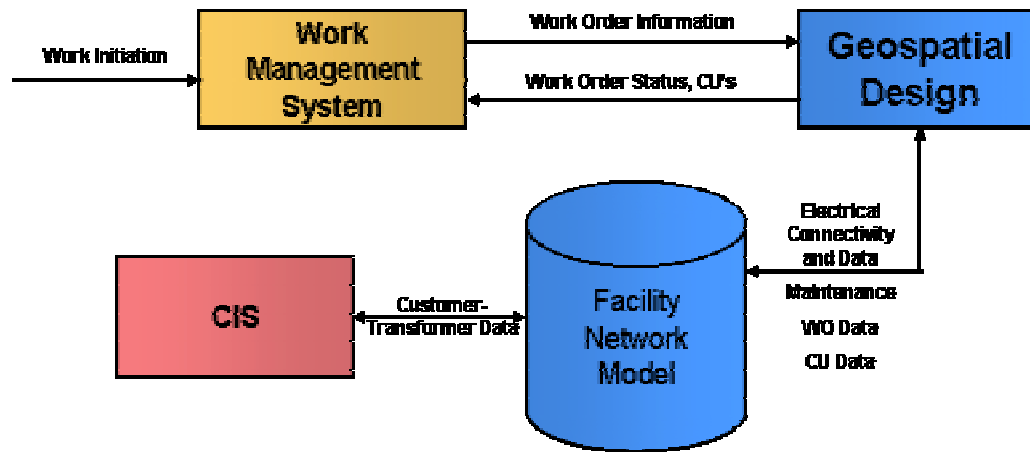 Work Initiation
Work
Management
System
Work Order Information
Work Order Status, CU's
Geospatial
Design
Electrical
Connectivity
and Data
Maintenance
WO Data
CU Data
CIS
Customer-
Transformer Data
Facility
Network
Model